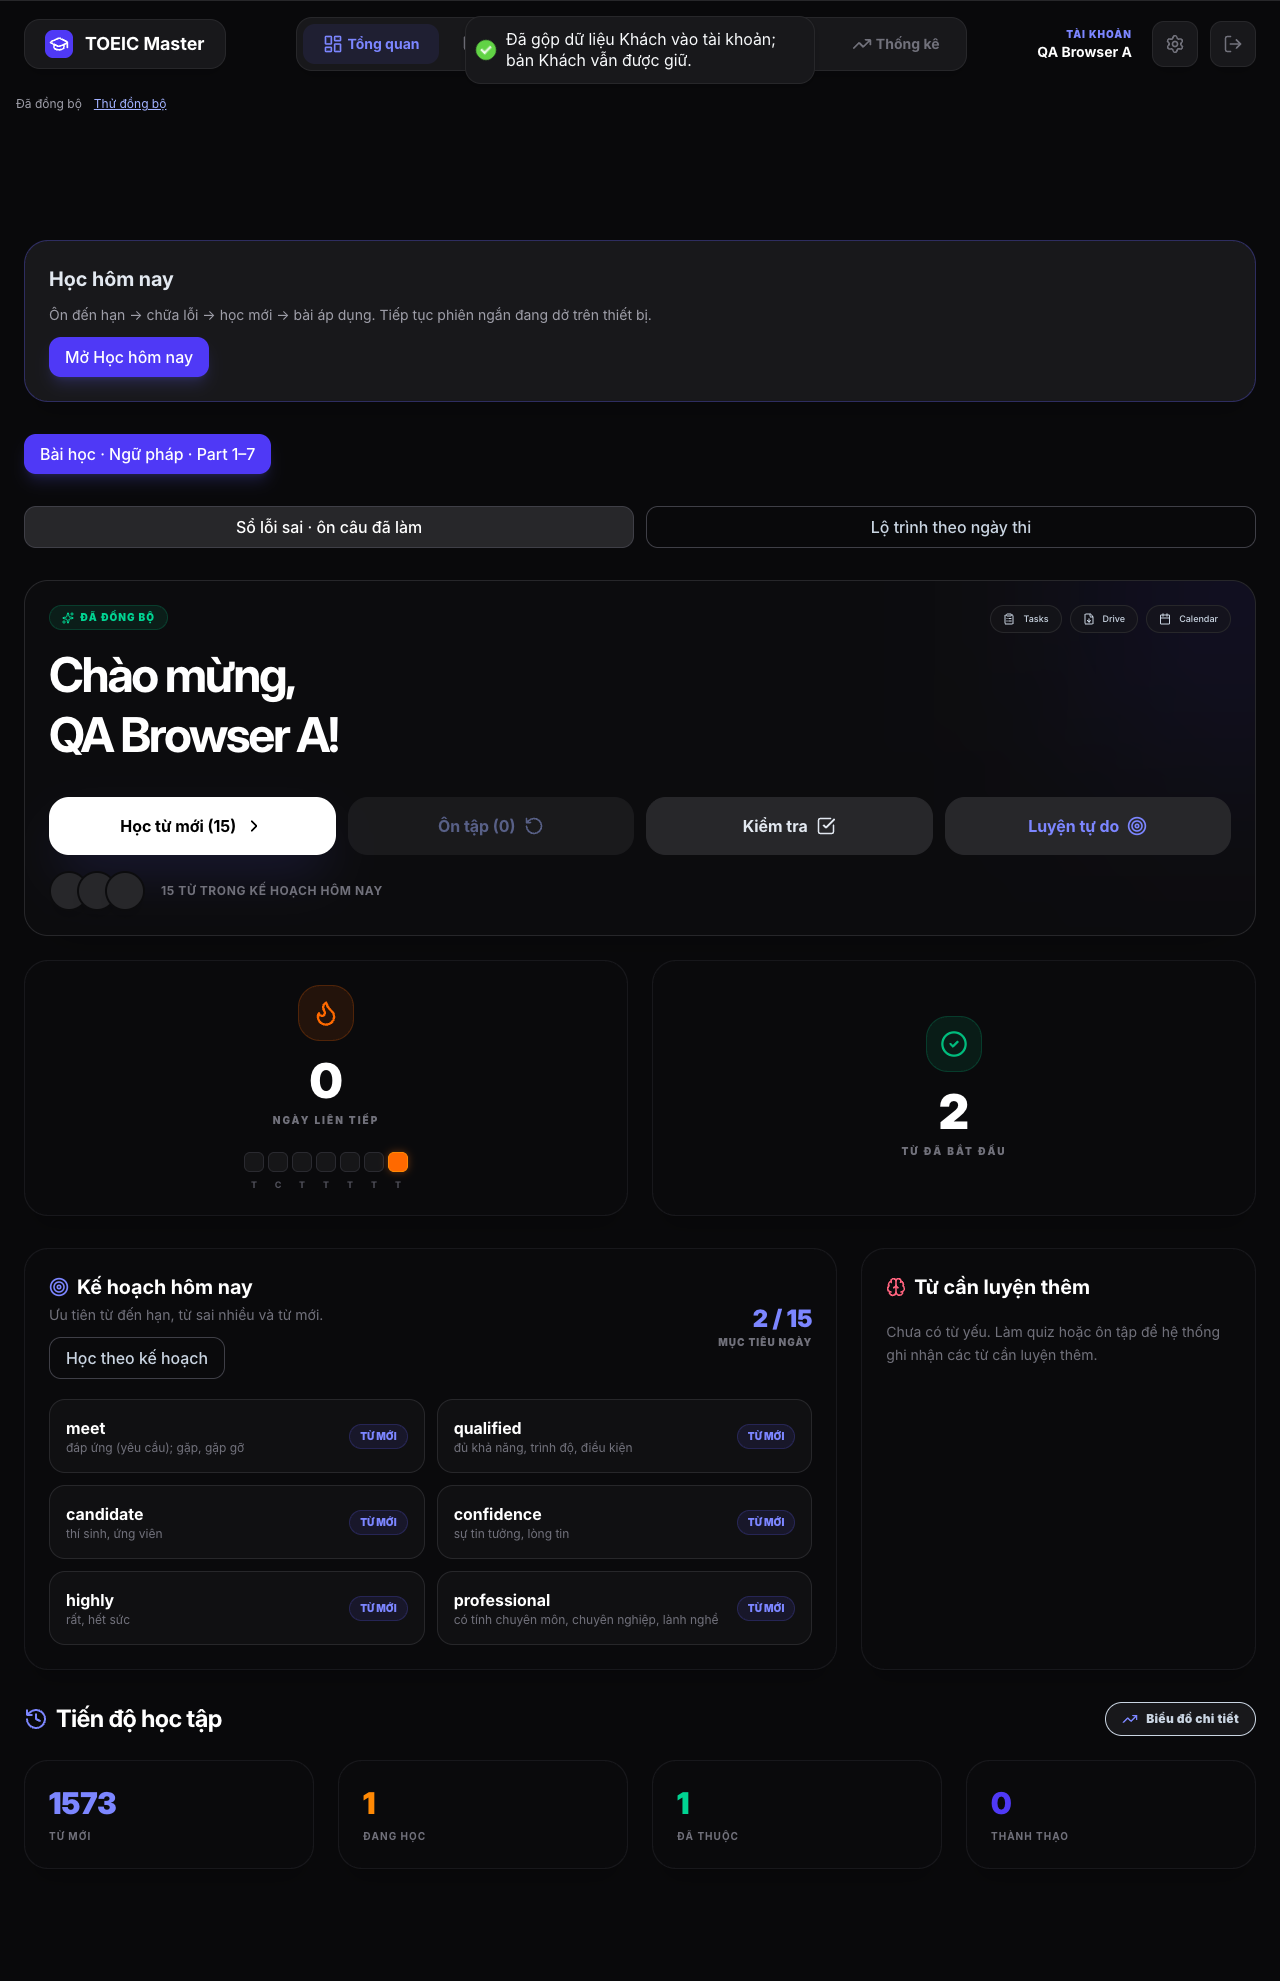 TOEIC Master
Tổng quan
Đã gộp dữ liệu Khách vào tài khoản;
bản Khách vẫn được giữ.
Thống kê
TÀI KHOẢN
QA Browser A
Đã đồng bộ
Thử đồng bộ
Học hôm nay
Ôn đến hạn → chữa lỗi → học mới → bài áp dụng. Tiếp tục phiên ngắn đang dở trên thiết bị.
Mở Học hôm nay
Bài học · Ngữ pháp · Part 1–7
Sổ lỗi sai · ôn câu đã làm
Lộ trình theo ngày thi
ĐÃ ĐỒNG BỘ
Tasks
Drive
Calendar
Chào mừng,
QA Browser A!
Học từ mới (15)
Ôn tập (0)
Kiểm tra
Luyện tự do
15 TỪ TRONG KẾ HOẠCH HÔM NAY
0
NGÀY LIÊN TIẾP
T C T T T T T
2
TỪ ĐÃ BẮT ĐẦU
Kế hoạch hôm nay
Ưu tiên từ đến hạn, từ sai nhiều và từ mới.
Học theo kế hoạch
2 / 15
MỤC TIÊU NGÀY
meet
đáp ứng (yêu cầu); gặp, gặp gỡ
TỪ MỚI
qualified
đủ khả năng, trình độ, điều kiện
TỪ MỚI
candidate
thí sinh, ứng viên
TỪ MỚI
confidence
sự tin tưởng, lòng tin
TỪ MỚI
highly
rất, hết sức
TỪ MỚI
professional
có tính chuyên môn, chuyên nghiệp, lành nghề
TỪ MỚI
Từ cần luyện thêm
Chưa có từ yếu. Làm quiz hoặc ôn tập để hệ thống
ghi nhận các từ cần luyện thêm.
Tiến độ học tập
Biểu đồ chi tiết
1573
TỪ MỚI
1
ĐANG HỌC
1
ĐÃ THUỘC
0
THÀNH THẠO